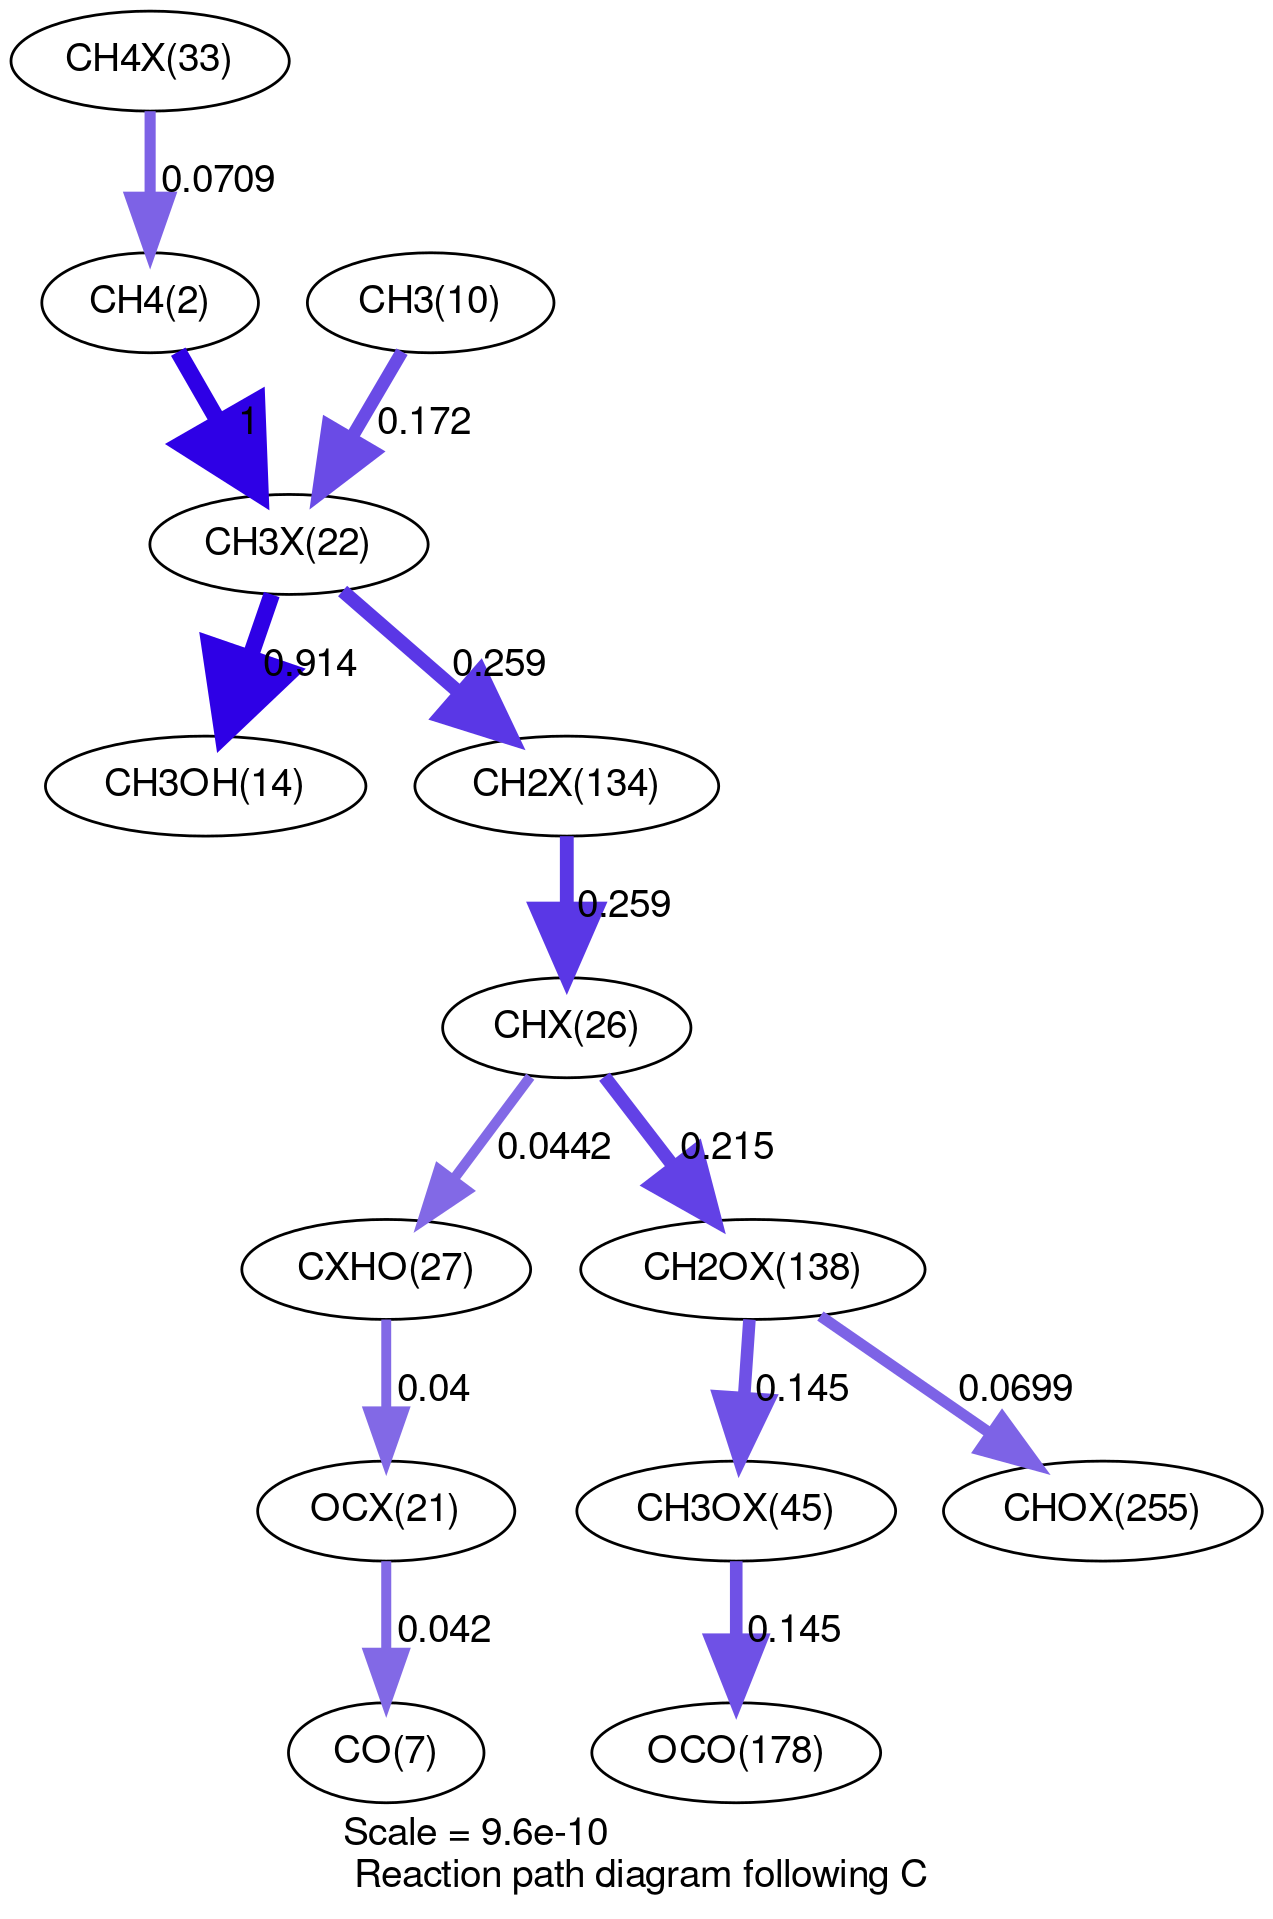 CH4X(33)
0.0709
CH4(2)
CH3(10)
1
0.172
CH3X(22)
0.914
0.259
CH3OH(14)
CH2X(134)
0.259
CHX(26)
0.0442
0.215
CXHO(27)
CH2OX(138)
0.04
0.145
0.0699
OCX(21)
CH3OX(45)
CHOX(255)
0.042
0.145
CO(7)
OCO(178)
Scale = 9.6e-10
Reaction path diagram following C